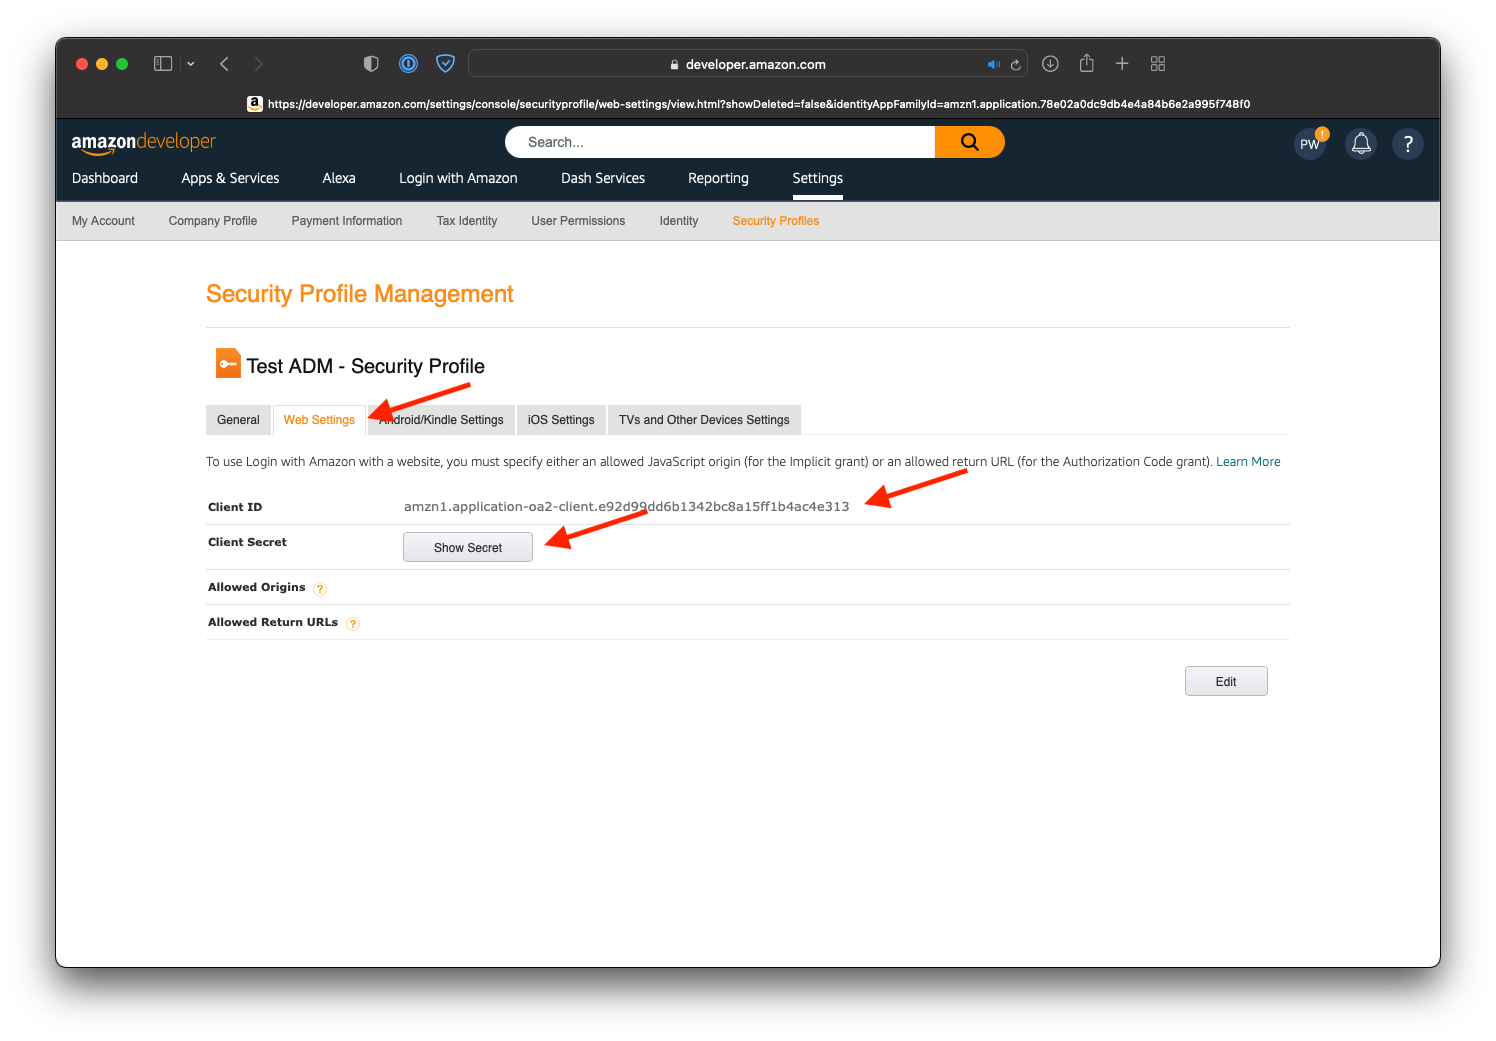 developer.amazon.com
https://developer.amazon.com/settings/console/securityprofile/web-settings/view.html?showDeleted=false&identityAppFamilyId=amzn1.application.78e02a0dc9db4e4a84b6e2a995f748f0
amazondeveloper
Search...
PW
!
?
Dashboard Apps & Services Alexa Login with Amazon Dash Services Reporting Settings
My Account Company Profile Payment Information Tax Identity User Permissions Identity Security Profiles
Security Profile Management
Test ADM - Security Profile
General Web Settings Android/Kindle Settings iOS Settings TVs and Other Devices Settings
To use Login with Amazon with a website, you must specify either an allowed JavaScript origin (for the Implicit grant) or an allowed return URL (for the Authorization Code grant). Learn More
Client ID amzn1.application-oa2-client.e92d99dd6b1342bc8a15ff1b4ac4e313
Client Secret Show Secret
Allowed Origins ?
Allowed Return URLs ?
Edit